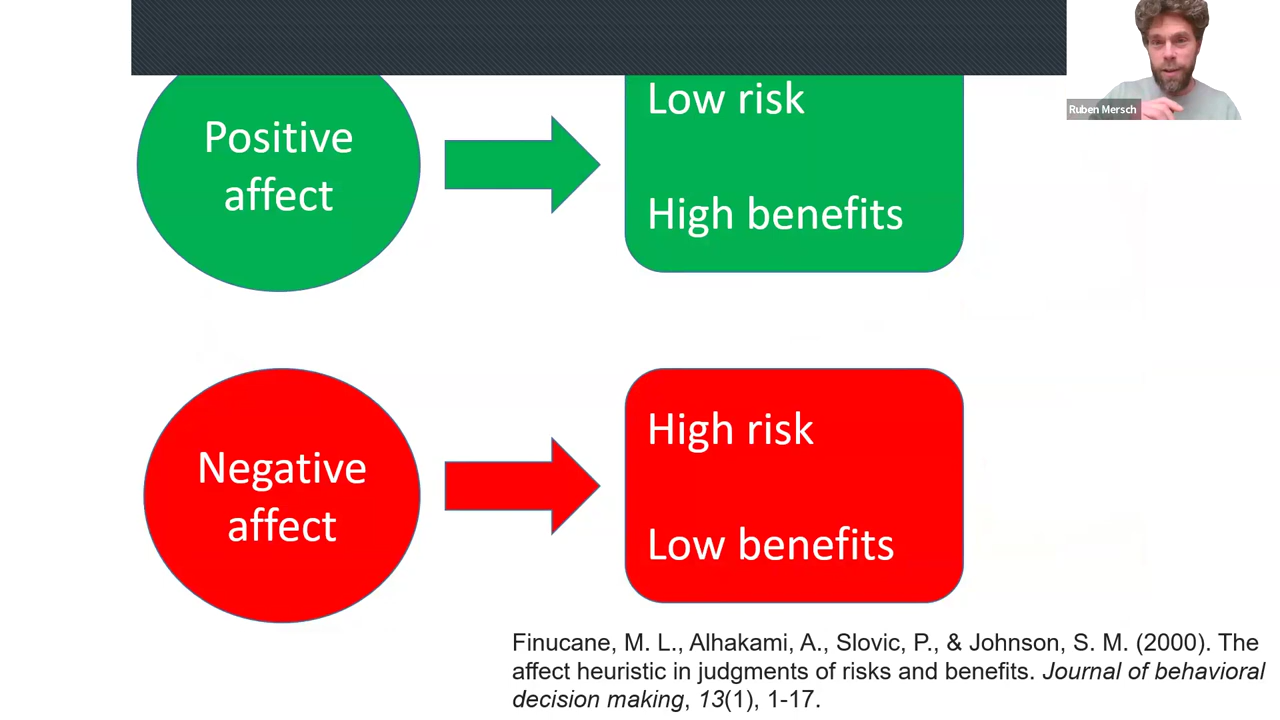 Ruben Mersch
Positive
affect
Low risk
High benefits
Negative
affect
High risk
Low benefits
Finucane, M. L., Alhakami, A., Slovic, P., & Johnson, S. M. (2000). The
affect heuristic in judgments of risks and benefits. Journal of behavioral
decision making, 13(1), 1-17.